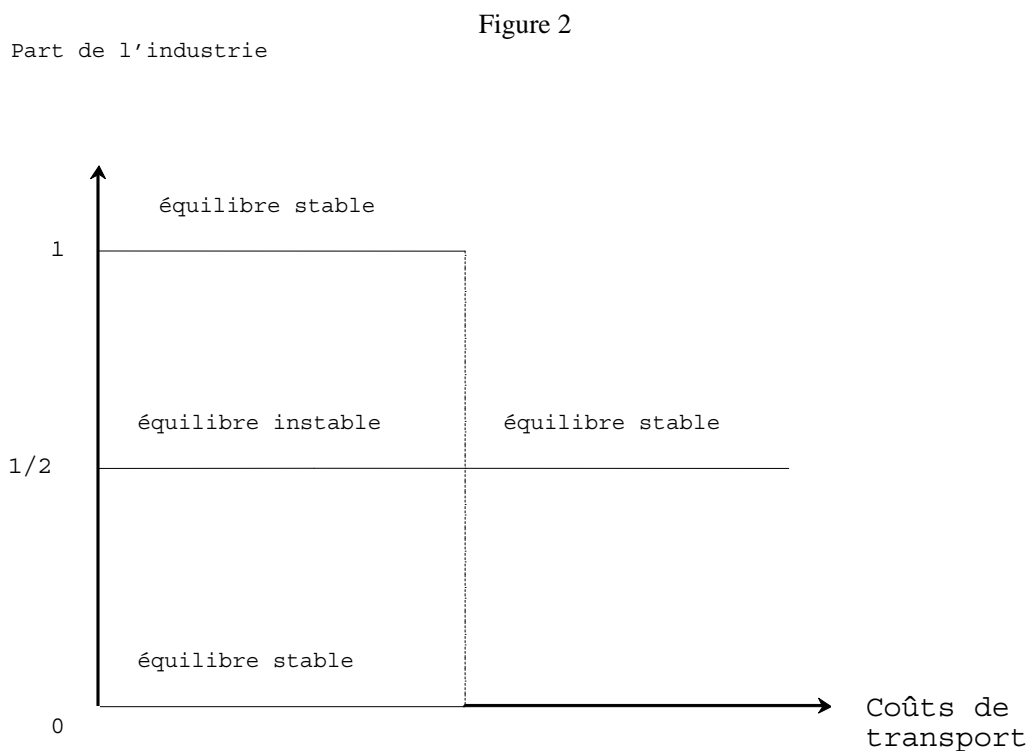 Figure 2
Part de l'industrie
équilibre stable
1
équilibre instable
équilibre stable
1/2
équilibre stable
0
Coûts de
transport